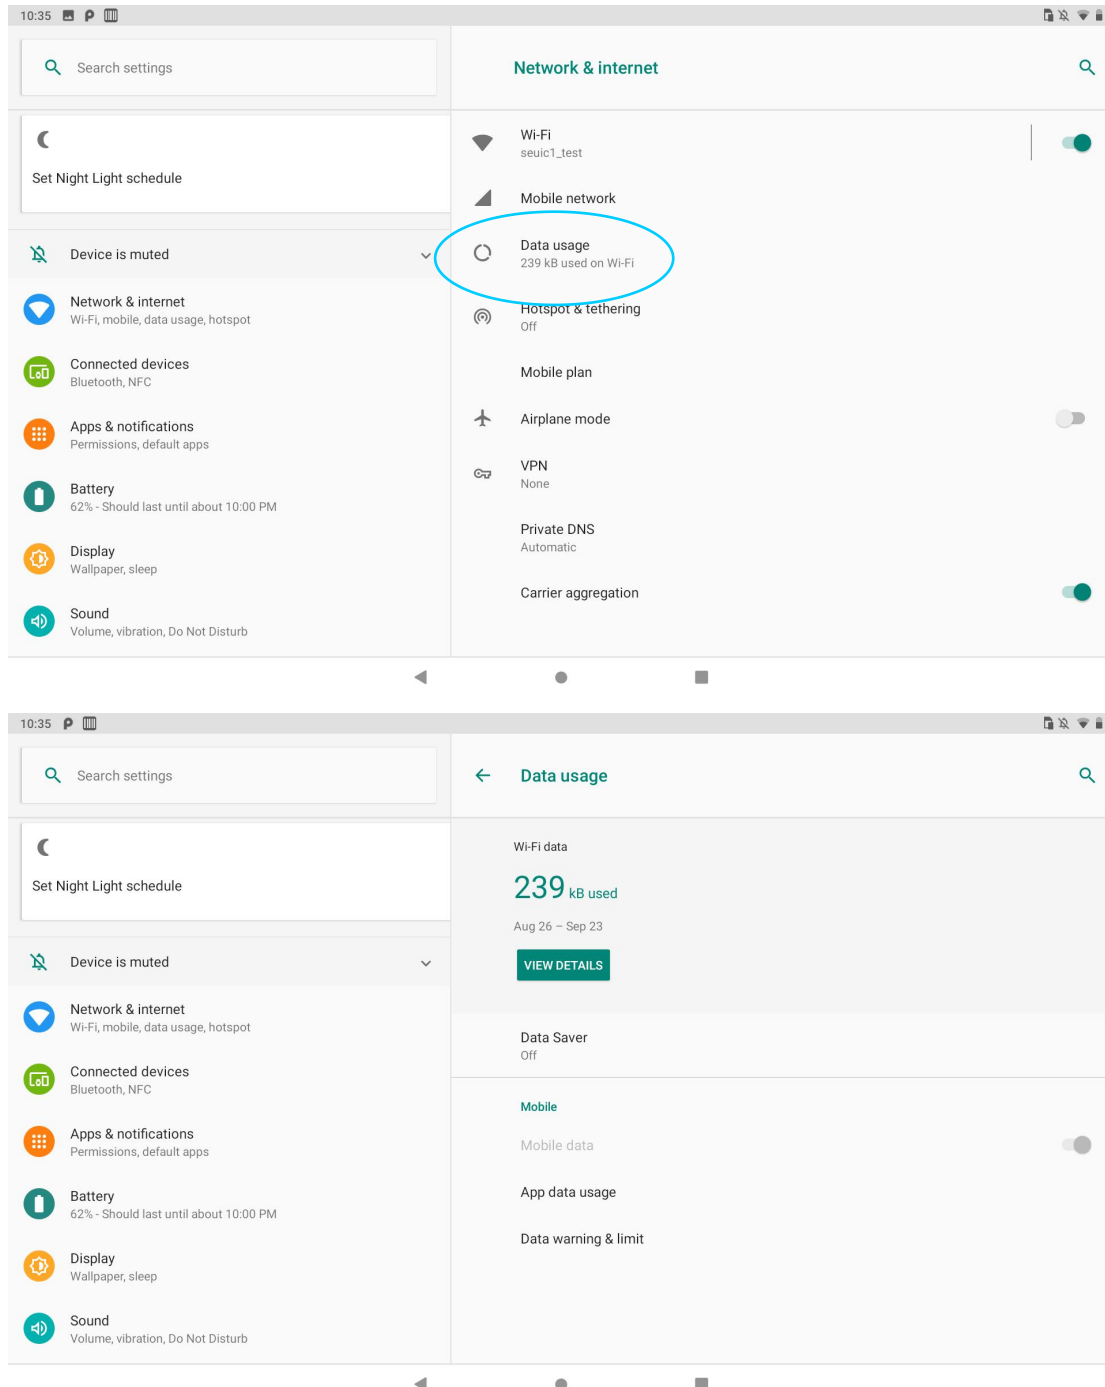 10:35
Search settings
Set Night Light schedule
Device is muted
Network & internet
Wi-Fi, mobile, data usage, hotspot
Connected devices
Bluetooth, NFC
Apps & notifications
Permissions, default apps
Battery
62% - Should last until about 10:00 PM
Display
Wallpaper, sleep
Sound
Volume, vibration, Do Not Disturb
Network & internet
Wi-Fi
seuic1_test
Mobile network
Data usage
239 kB used on Wi-Fi
Hotspot & tethering
Off
Mobile plan
Airplane mode
VPN
None
Private DNS
Automatic
Carrier aggregation
10:35
Search settings
Set Night Light schedule
Device is muted
Network & internet
Wi-Fi, mobile, data usage, hotspot
Connected devices
Bluetooth, NFC
Apps & notifications
Permissions, default apps
Battery
62% - Should last until about 10:00 PM
Display
Wallpaper, sleep
Sound
Volume, vibration, Do Not Disturb
Data usage
Wi-Fi data
239 kB used
Aug 26 – Sep 23
VIEW DETAILS
Data Saver
Off
Mobile
Mobile data
App data usage
Data warning & limit